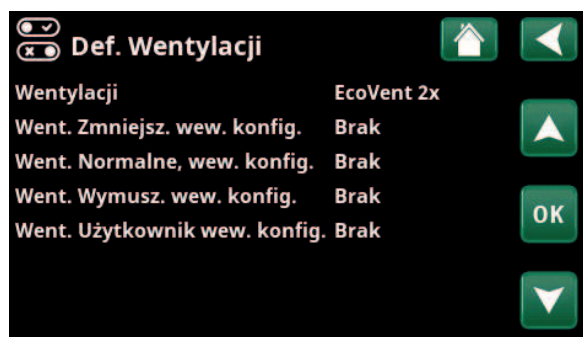 Def. Wentylacji
Wentylacji EcoVent 2x
Went. Zmniejsz. wew. konfig. Brak
Went. Normalne, wew. konfig. Brak
Went. Wymusz. wew. konfig. Brak
Went. Użytkownik wew. konfig. Brak
OK